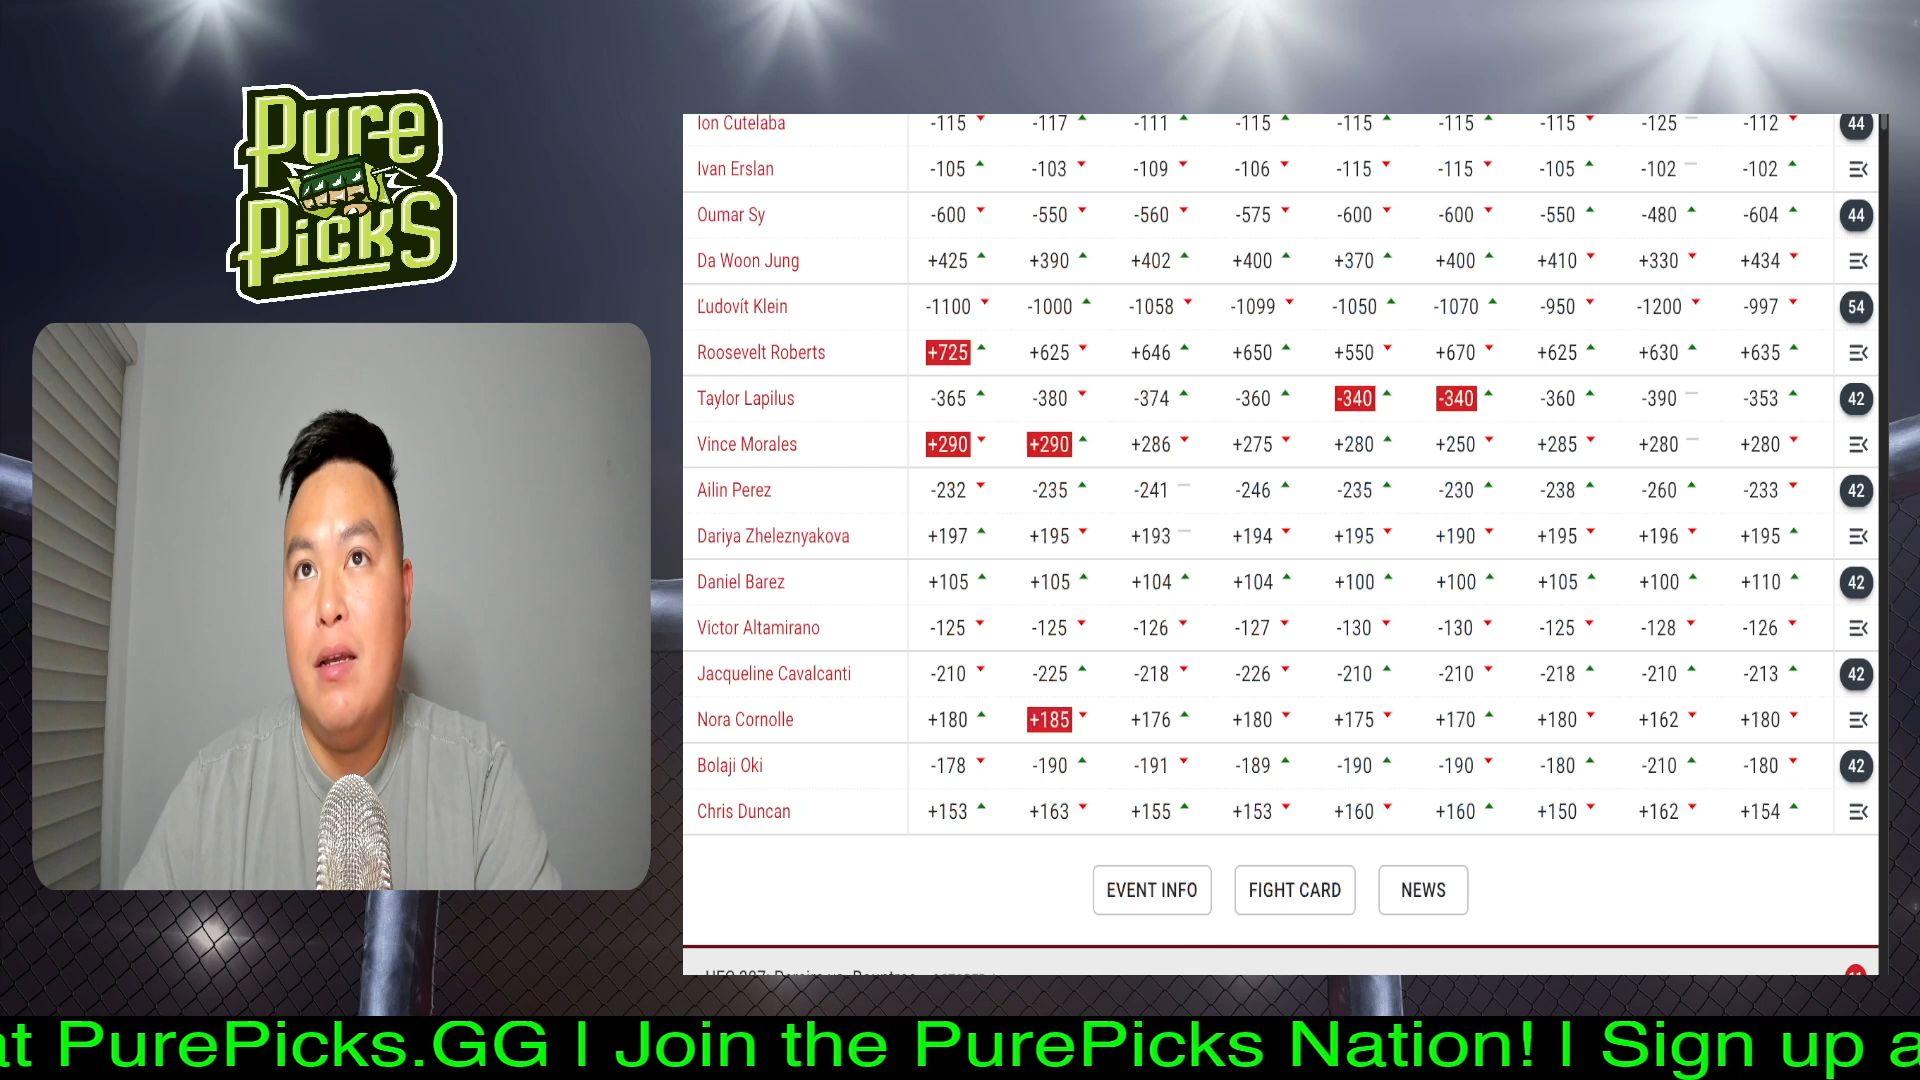 Pure
Picks
Ion Cutelaba -115 -117 -111 -115 -115 -115 -115 -125 -112 44
Ivan Erslan -105 -103 -109 -106 -115 -115 -105 -102 -102
Oumar Sy -600 -550 -560 -575 -600 -600 -550 -480 -604 44
Da Woon Jung +425 +390 +402 +400 +370 +400 +410 +330 +434
Ľudovít Klein -1100 -1000 -1058 -1099 -1050 -1070 -950 -1200 -997 54
Roosevelt Roberts +725 +625 +646 +650 +550 +670 +625 +630 +635
Taylor Lapilus -365 -380 -374 -360 -340 -340 -360 -390 -353 42
Vince Morales +290 +290 +286 +275 +280 +250 +285 +280 +280
Ailin Perez -232 -235 -241 -246 -235 -230 -238 -260 -233 42
Dariya Zheleznyakova +197 +195 +193 +194 +195 +190 +195 +196 +195
Daniel Barez +105 +105 +104 +104 +100 +100 +105 +100 +110 42
Victor Altamirano -125 -125 -126 -127 -130 -130 -125 -128 -126
Jacqueline Cavalcanti -210 -225 -218 -226 -210 -210 -218 -210 -213 42
Nora Cornolle +180 +185 +176 +180 +175 +170 +180 +162 +180
Bolaji Oki -178 -190 -191 -189 -190 -190 -180 -210 -180 42
Chris Duncan +153 +163 +155 +153 +160 +160 +150 +162 +154
EVENT INFO FIGHT CARD NEWS
UFC 307: Pereira vs. Rountree
at PurePicks.GG | Join the PurePicks Nation! | Sign up a